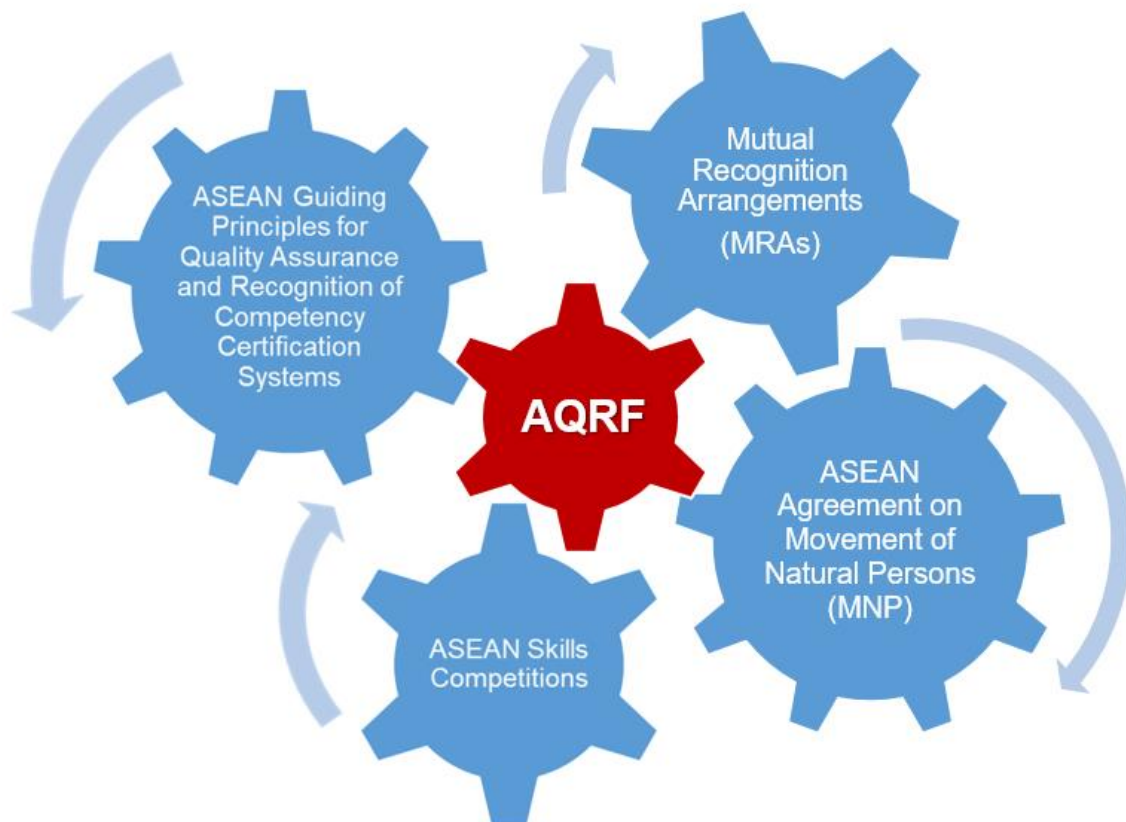 ASEAN Guiding
Principles for
Quality Assurance
and Recognition of
Competency
Certification
Systems
Mutual
Recognition
Arrangements
(MRAs)
AQRF
ASEAN
Agreement on
Movement of
Natural Persons
(MNP)
ASEAN Skills
Competitions